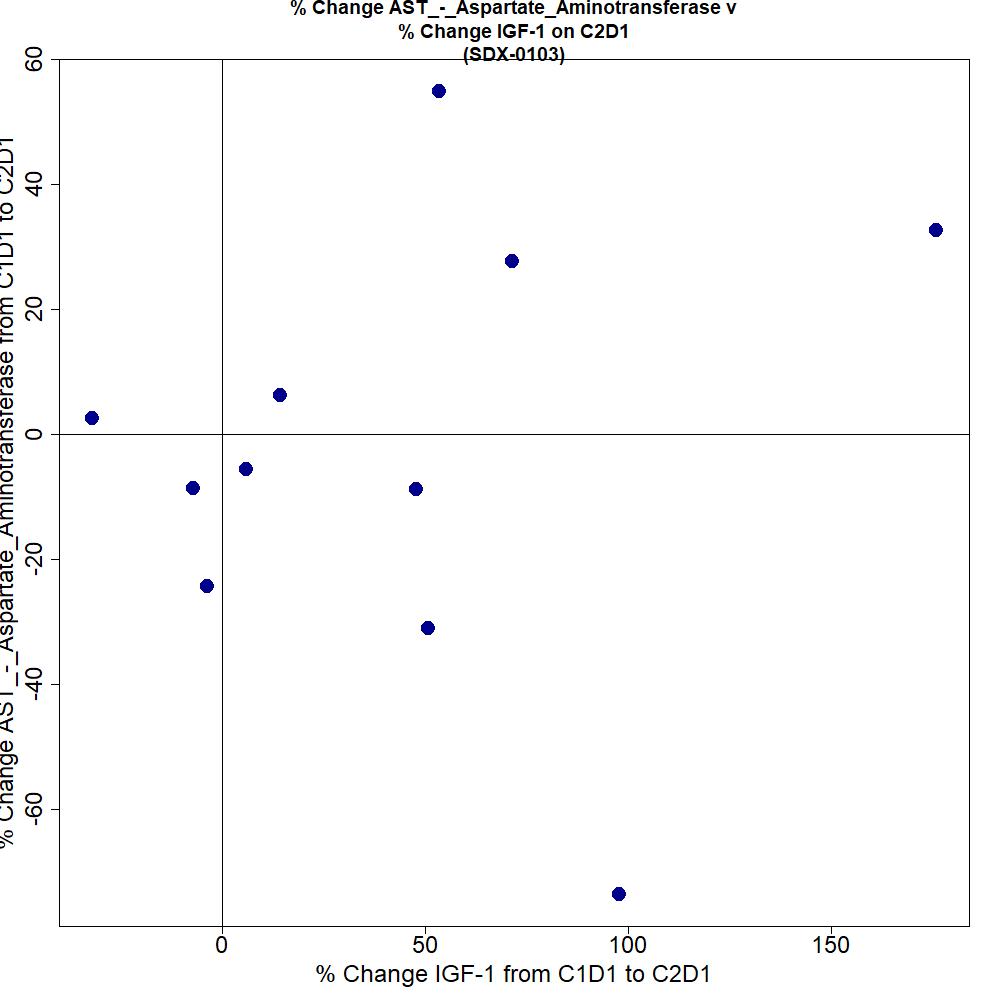 % Change AST_-_Aspartate_Aminotransferase v
% Change IGF-1 on C2D1
(SDX-0103)
% Change AST_-_Aspartate_Aminotransferase from C1D1 to C2D1
60
40
20
0
-20
-40
-60
0
50
100
150
% Change IGF-1 from C1D1 to C2D1